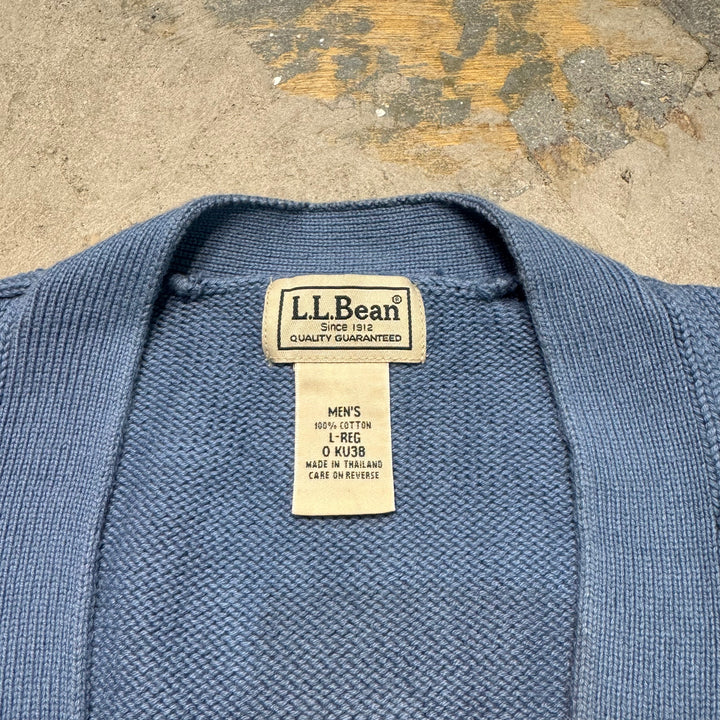 L.L.Bean®
Since 1912
QUALITY GUARANTEED
MEN'S
100% COTTON
L-REG
0 KU38
MADE IN THAILAND
CARE ON REVERSE